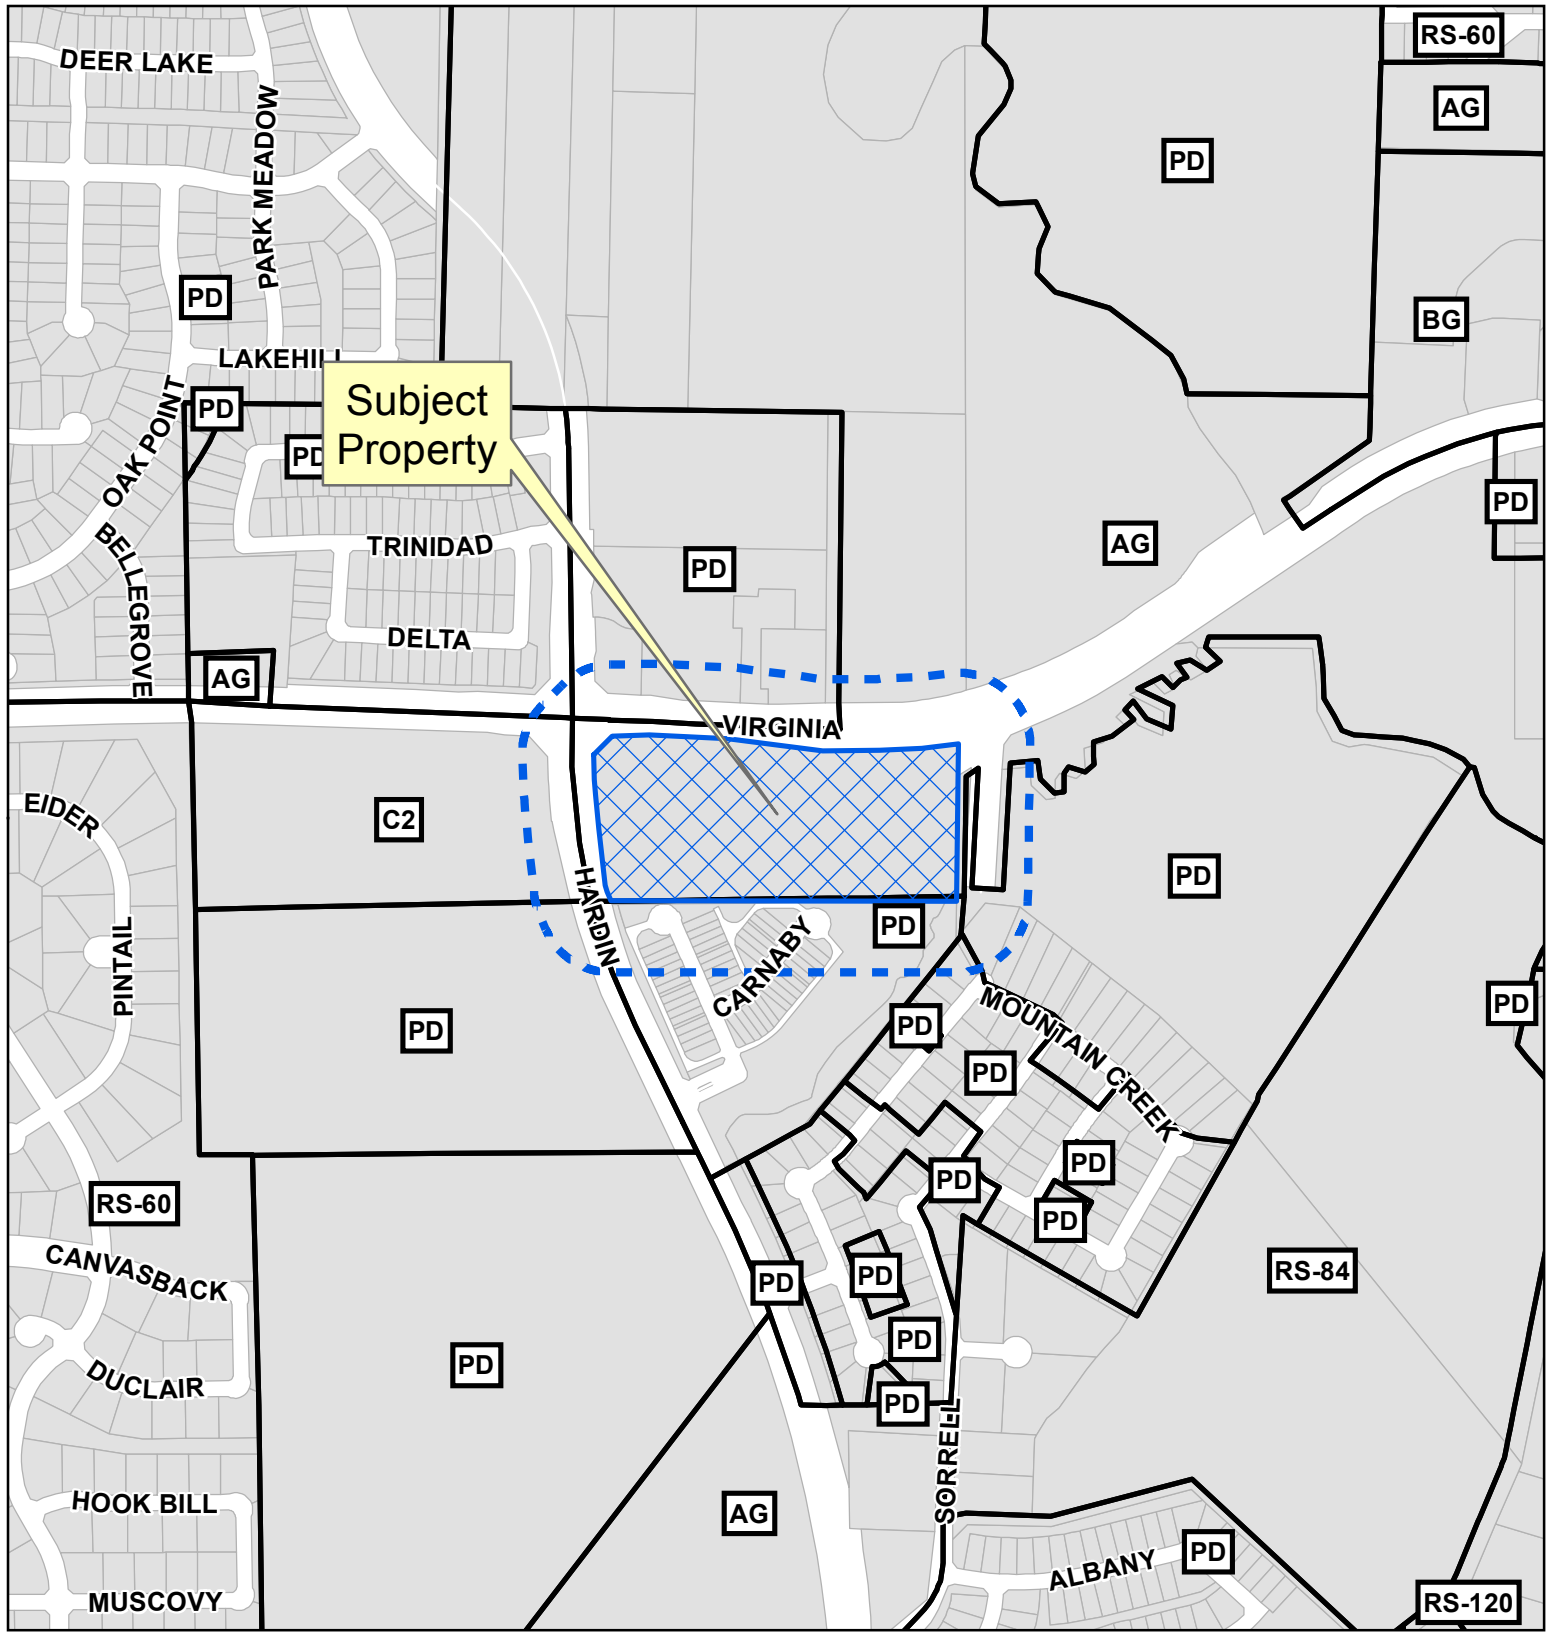 RS-60
DEER LAKE
AG
PARK MEADOW
PD
PD
BG
LAKEHILL
Subject
Property
PD
PD
OAK POINT
PD
AG
TRINIDAD
PD
BELLEGROVE
DELTA
AG
VIRGINIA
EIDER
C2
PD
HARDIN
PINTAIL
PD
CARNABY
PD
MOUNTAIN CREEK
PD
PD
PD
PD
PD
RS-60
PD
CANVASBACK
PD
PD
RS-84
PD
PD
DUCLAIR
PD
SORRELL
HOOK BILL
AG
PD
ALBANY
MUSCOVY
RS-120